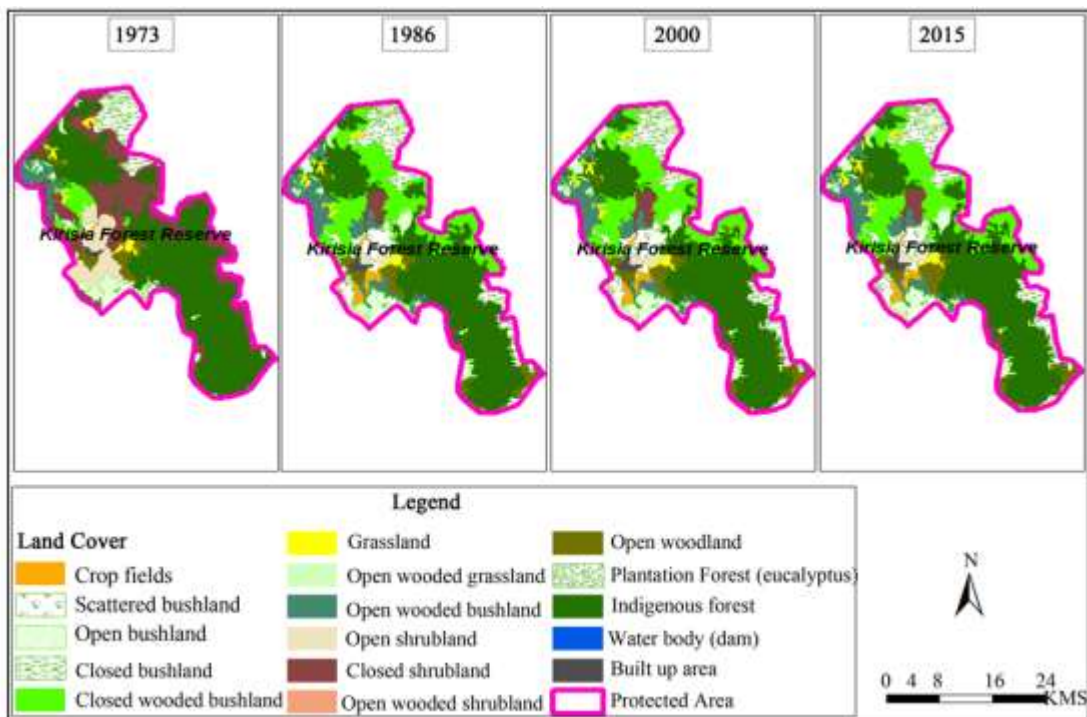 1973
1986
2000
2015
Kirisia Forest Reserve
Kirisia Forest Reserve
Kirisia Forest Reserve
Kirisia Forest Reserve
Legend
Land Cover
Crop fields
Scattered bushland
Open bushland
Closed bushland
Closed wooded bushland
Grassland
Open wooded grassland
Open wooded bushland
Open shrubland
Closed shrubland
Open wooded shrubland
Open woodland
Plantation Forest (eucalyptus)
Indigenous forest
Water body (dam)
Built up area
Protected Area
N
0 4 8 16 24
KMS